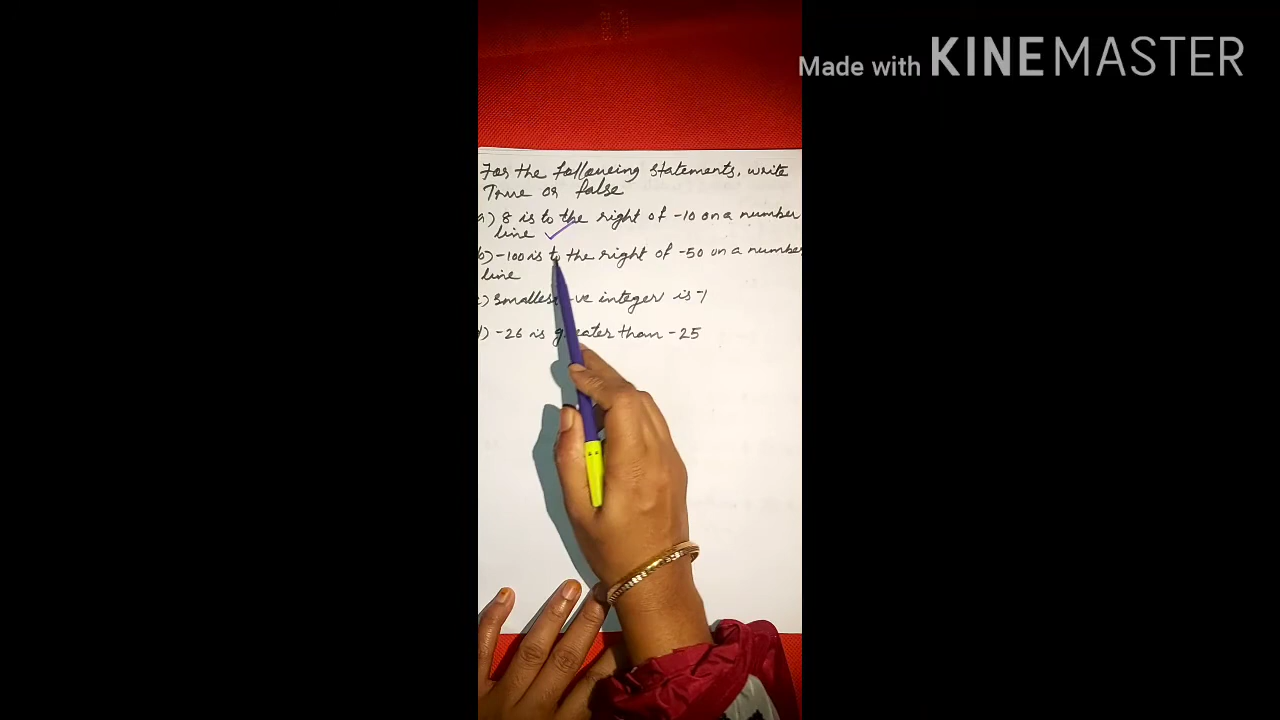 Made with KINEMASTER
For the following statements, write
True or false
a) 8 is to the right of -10 on a number
line
b) -100 is to the right of -50 on a number
line
c) smallest -ve integer is -1
d) -26 is greater than -25